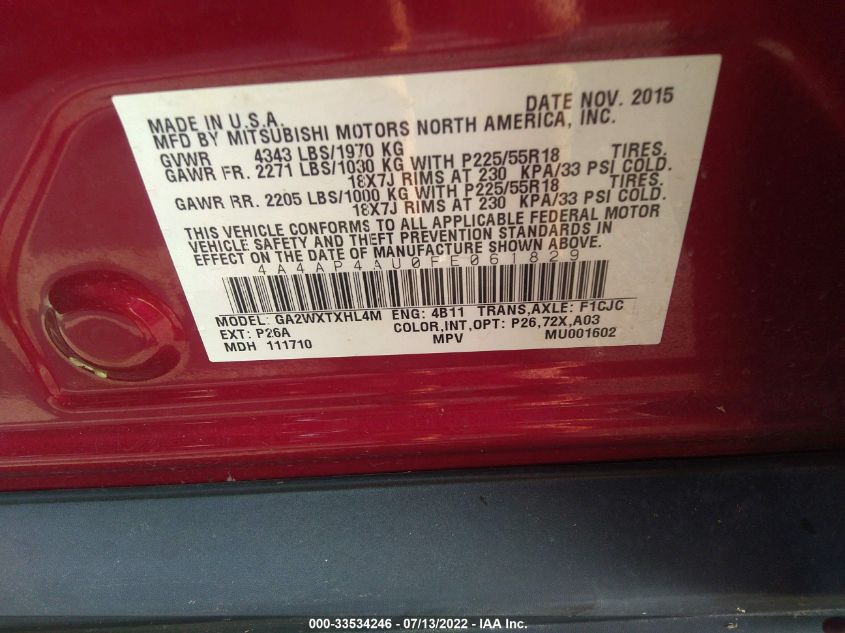 MADE IN U.S.A. DATE NOV. 2015
MFD BY MITSUBISHI MOTORS NORTH AMERICA, INC.
GVWR 4343 LBS/1970 KG
GAWR FR. 2271 LBS/1030 KG WITH P225/55R18 TIRES.
18X7J RIMS AT 230 KPA/33 PSI COLD.
GAWR RR. 2205 LBS/1000 KG WITH P225/55R18 TIRES.
18X7J RIMS AT 230 KPA/33 PSI COLD.
THIS VEHICLE CONFORMS TO ALL APPLICABLE FEDERAL MOTOR
VEHICLE SAFETY AND THEFT PREVENTION STANDARDS IN
EFFECT ON THE DATE OF MANUFACTURE SHOWN ABOVE.
4A4AP4AU0FE061829
MODEL: GA2WXTXHL4M ENG: 4B11 TRANS,AXLE: F1CJC
EXT: P26A COLOR,INT,OPT: P26,72X,A03
MDH 111710 MPV MU001602
000-33534246 - 07/13/2022 - IAA Inc.